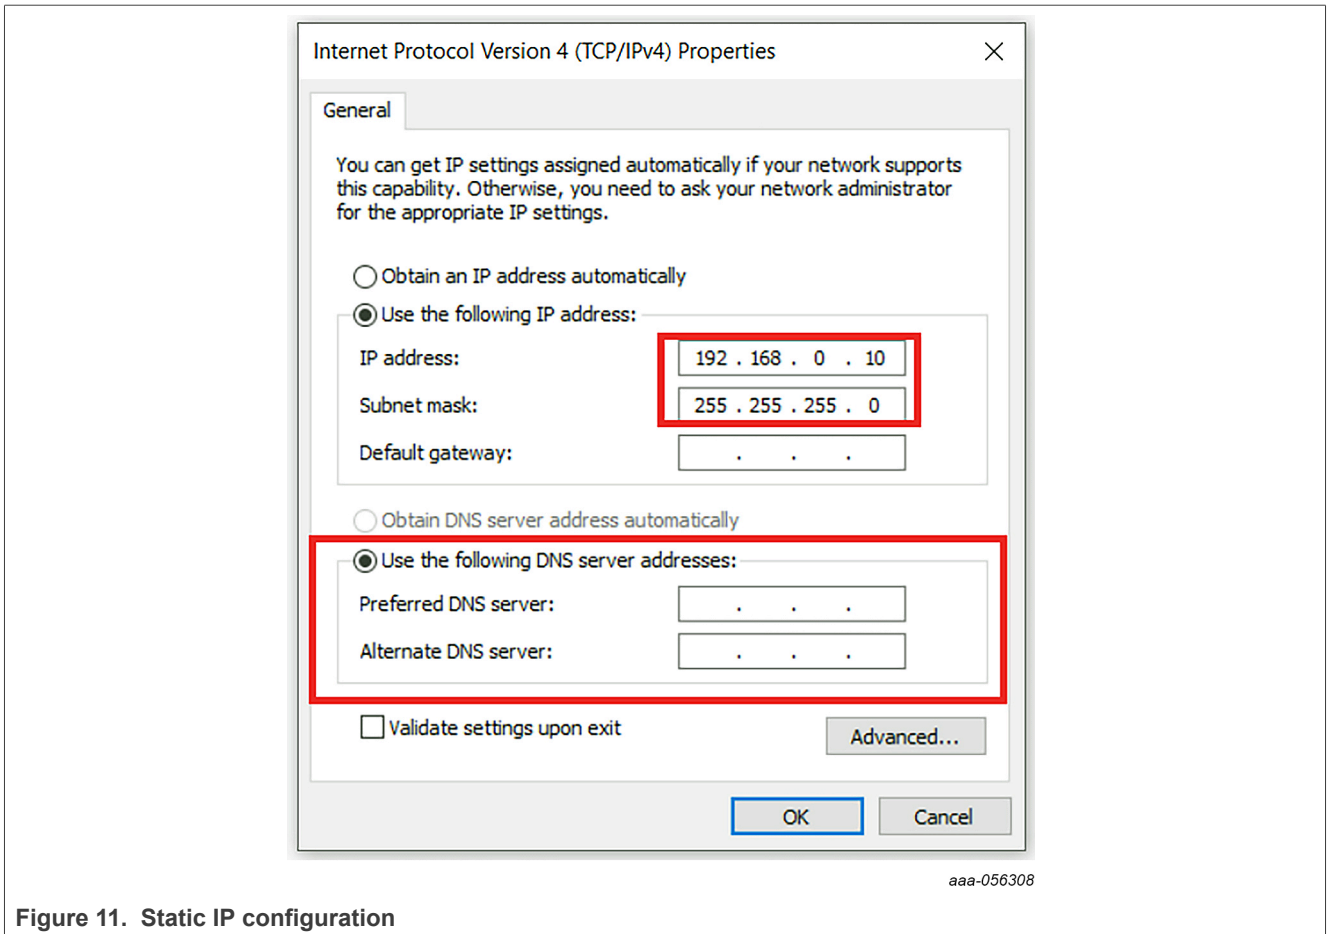 Internet Protocol Version 4 (TCP/IPv4) Properties
General
You can get IP settings assigned automatically if your network supports
this capability. Otherwise, you need to ask your network administrator
for the appropriate IP settings.
Obtain an IP address automatically
Use the following IP address:
IP address: 192 . 168 . 0 . 10
Subnet mask: 255 . 255 . 255 . 0
Default gateway: . . .
Obtain DNS server address automatically
Use the following DNS server addresses:
Preferred DNS server: . . .
Alternate DNS server: . . .
Validate settings upon exit
Advanced...
OK Cancel
aaa-056308
Figure 11. Static IP configuration